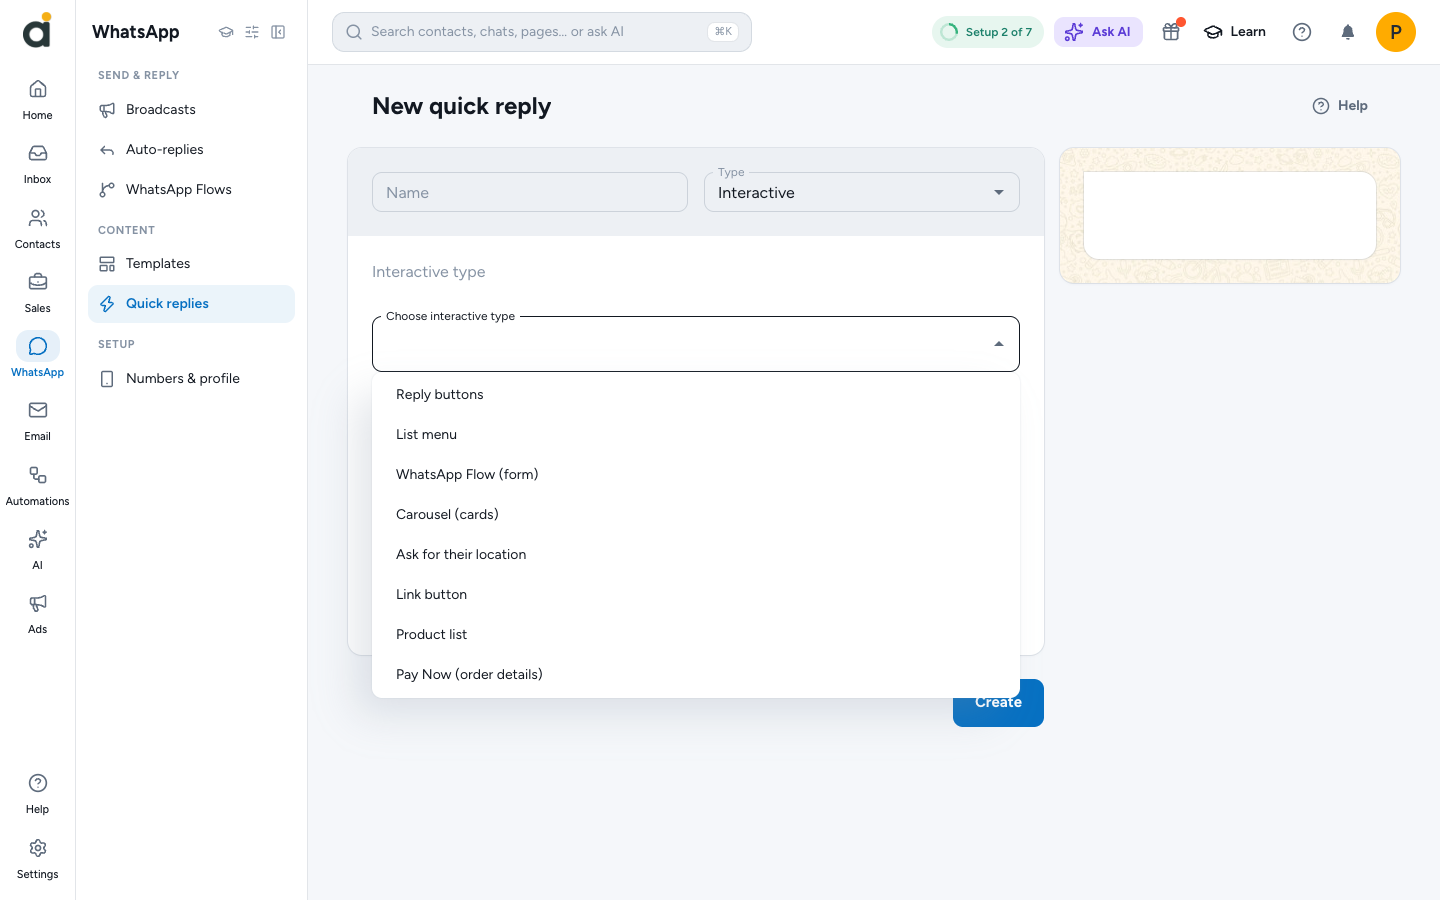 WhatsApp
Search contacts, chats, pages... or ask AI
⌘K
Setup 2 of 7
Ask AI
Learn
P
Home
Inbox
Contacts
Sales
WhatsApp
Email
Automations
AI
Ads
Help
Settings
SEND & REPLY
Broadcasts
Auto-replies
WhatsApp Flows
CONTENT
Templates
Quick replies
SETUP
Numbers & profile
New quick reply
Help
Name
Type
Interactive
Interactive type
Choose interactive type
Reply buttons
List menu
WhatsApp Flow (form)
Carousel (cards)
Ask for their location
Link button
Product list
Pay Now (order details)
Create